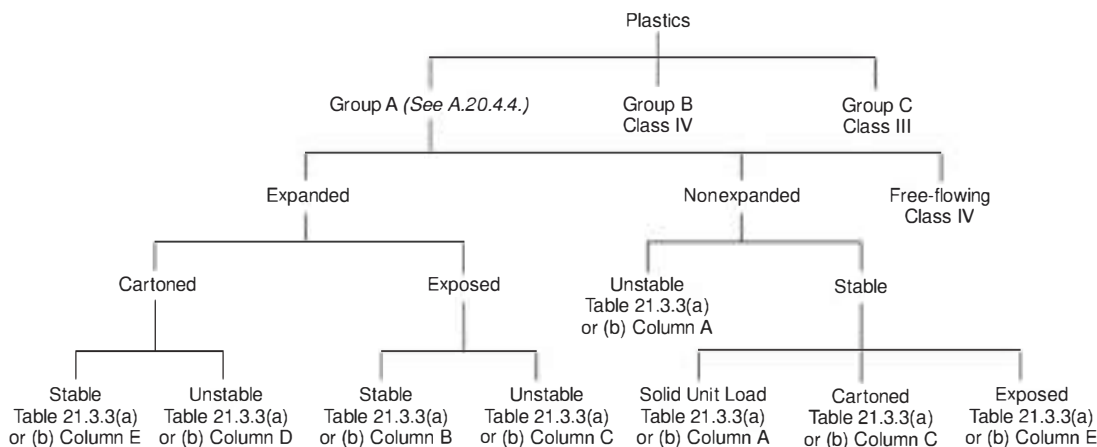 Plastics
Group A (See A.20.4.4.)
Group B
Class IV
Group C
Class III
Expanded
Nonexpanded
Free-flowing
Class IV
Cartoned
Exposed
Unstable
Table 21.3.3(a)
or (b) Column A
Stable
Stable
Table 21.3.3(a)
or (b) Column E
Unstable
Table 21.3.3(a)
or (b) Column D
Stable
Table 21.3.3(a)
or (b) Column B
Unstable
Table 21.3.3(a)
or (b) Column C
Solid Unit Load
Table 21.3.3(a)
or (b) Column A
Cartoned
Table 21.3.3(a)
or (b) Column C
Exposed
Table 21.3.3(a)
or (b) Column E